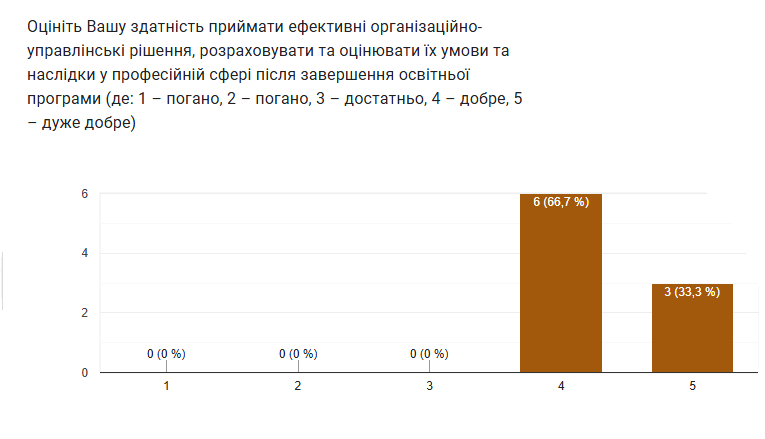 Оцініть Вашу здатність приймати ефективні організаційно-
управлінські рішення, розраховувати та оцінювати їх умови та
наслідки у професійній сфері після завершення освітньої
програми (де: 1 – погано, 2 – погано, 3 – достатньо, 4 – добре, 5
– дуже добре)
6
6 (66,7 %)
4
3 (33,3 %)
2
0 (0 %) 0 (0 %) 0 (0 %)
0
1 2 3 4 5